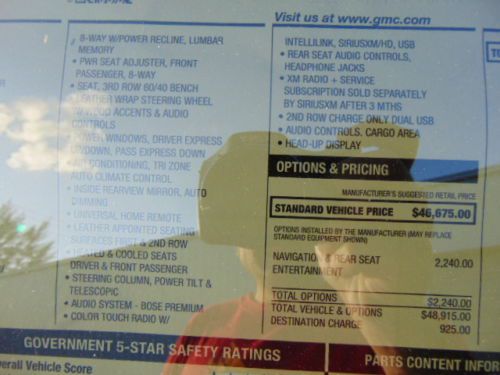 Visit us at www.gmc.com
8-WAY W/POWER RECLINE, LUMBAR
MEMORY
• PWR SEAT ADJUSTER, FRONT
PASSENGER, 8-WAY
• SEAT, 3RD ROW 60/40 BENCH
• LEATHER WRAP STEERING WHEEL
W/WOOD ACCENTS & AUDIO
CONTROLS
• POWER WINDOWS, DRIVER EXPRESS
UP/DOWN, PASS EXPRESS DOWN
• AIR CONDITIONING, TRI ZONE
AUTO CLIMATE CONTROL
• INSIDE REARVIEW MIRROR, AUTO
DIMMING
• UNIVERSAL HOME REMOTE
• LEATHER APPOINTED SEATING
SURFACES FIRST & 2ND ROW
• HEATED & COOLED SEATS
DRIVER & FRONT PASSENGER
• STEERING COLUMN, POWER TILT &
TELESCOPIC
• AUDIO SYSTEM - BOSE PREMIUM
• COLOR TOUCH RADIO W/
INTELLILINK, SIRIUSXM/HD, USB
• REAR SEAT AUDIO CONTROLS,
HEADPHONE JACKS
• XM RADIO + SERVICE
SUBSCRIPTION SOLD SEPARATELY
BY SIRIUSXM AFTER 3 MTHS
• 2ND ROW CHARGE ONLY DUAL USB
• AUDIO CONTROLS, CARGO AREA
• HEAD-UP DISPLAY
OPTIONS & PRICING
MANUFACTURER'S SUGGESTED RETAIL PRICE
STANDARD VEHICLE PRICE $46,675.00
OPTIONS INSTALLED BY THE MANUFACTURER (MAY REPLACE
STANDARD EQUIPMENT SHOWN)
NAVIGATION & REAR SEAT 2,240.00
ENTERTAINMENT
TOTAL OPTIONS $2,240.00
TOTAL VEHICLE & OPTIONS $48,915.00
DESTINATION CHARGE 925.00
GOVERNMENT 5-STAR SAFETY RATINGS
Overall Vehicle Score
PARTS CONTENT INFOR